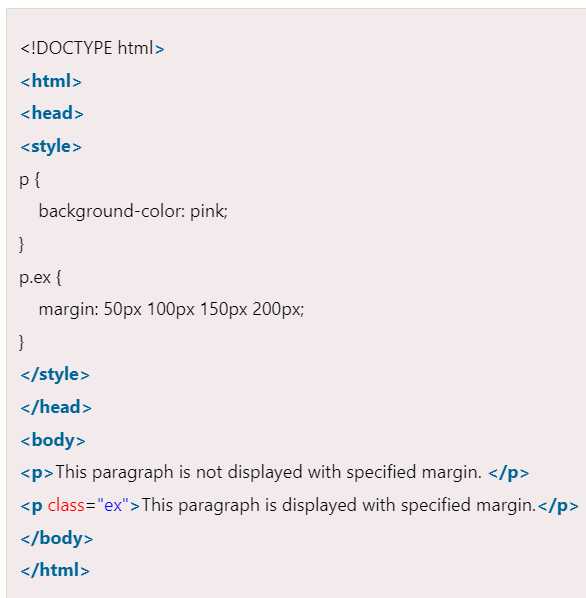 <!DOCTYPE html>
<html>
<head>
<style>
p {
    background-color: pink;
}
p.ex {
    margin: 50px 100px 150px 200px;
}
</style>
</head>
<body>
<p>This paragraph is not displayed with specified margin. </p>
<p class="ex">This paragraph is displayed with specified margin.</p>
</body>
</html>